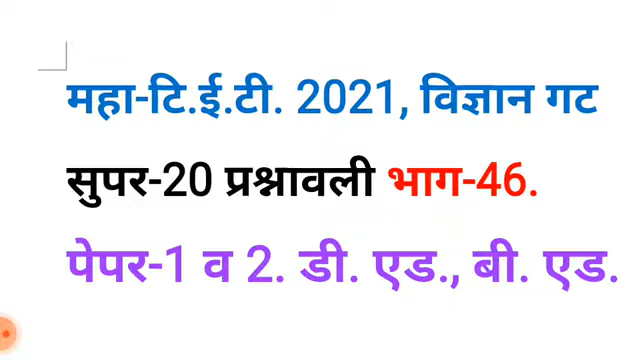 महा-टि.ई.टी. 2021, विज्ञान गट
सुपर-20 प्रश्नावली भाग-46.
पेपर-1 व 2. डी. एड., बी. एड.